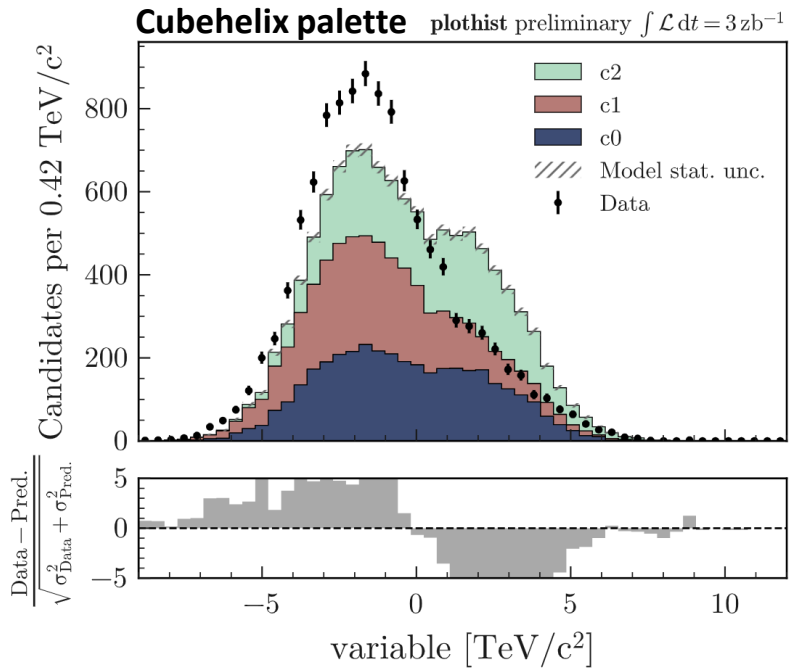 Cubehelix palette plothist preliminary ∫ ℒ dt = 3 zb⁻¹
Candidates per 0.42 TeV/c²
800
600
400
200
0
c2
c1
c0
Model stat. unc.
Data
Data − Pred.
√σ²Data + σ²Pred.
5
0
−5
−5 0 5 10
variable [TeV/c²]